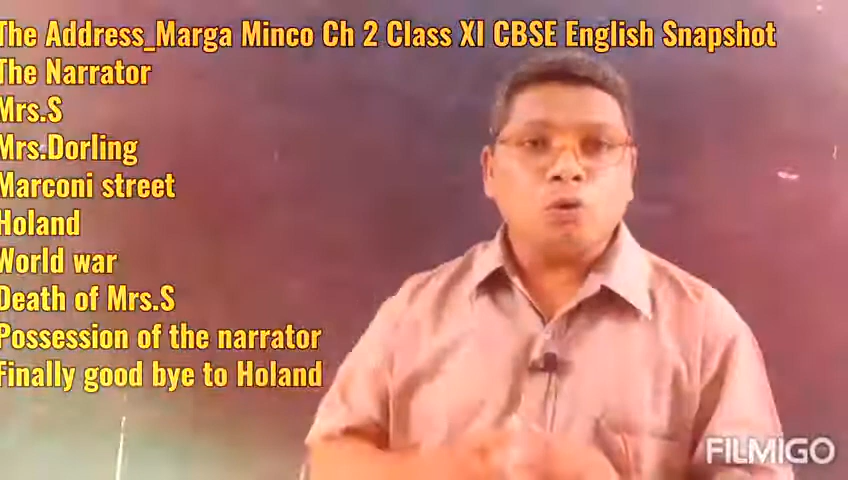 The Address_Marga Minco Ch 2 Class XI CBSE English Snapshot
The Narrator
Mrs.S
Mrs.Dorling
Marconi street
Holand
World war
Death of Mrs.S
Possession of the narrator
Finally good bye to Holand
FILMIGO